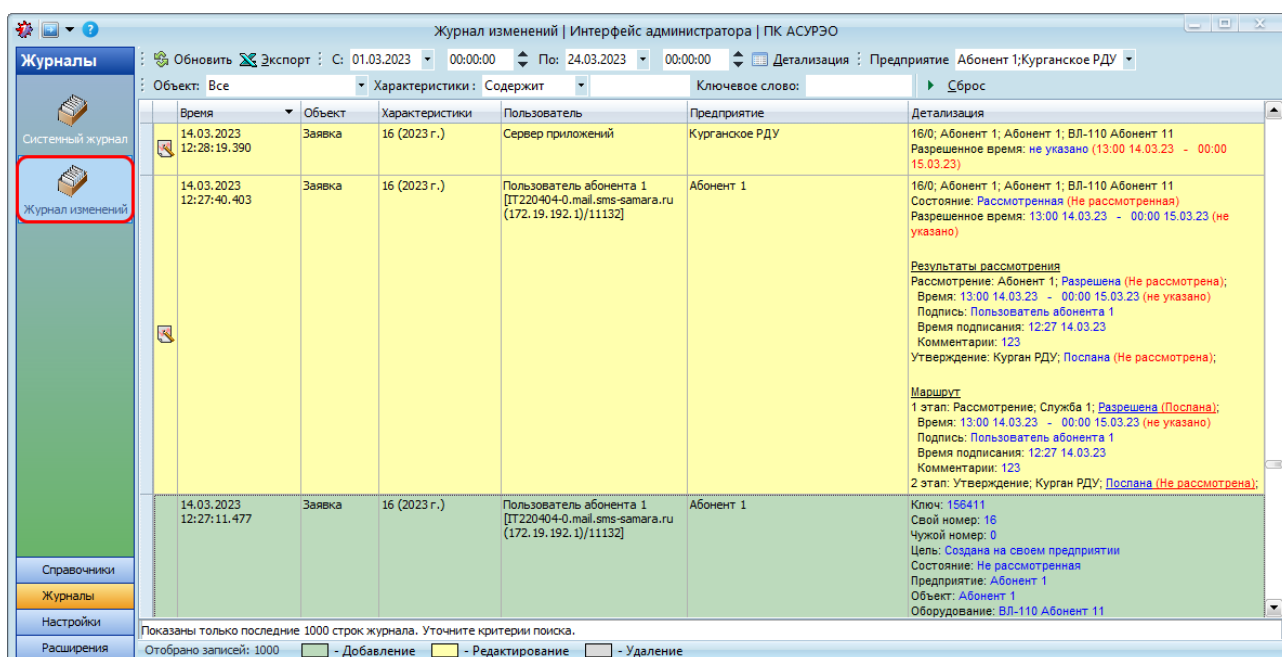 Журнал изменений | Интерфейс администратора | ПК АСУРЭО
Журналы
Обновить Экспорт С: 01.03.2023 00:00:00 По: 24.03.2023 00:00:00 Детализация Предприятие Абонент 1;Курганское РДУ
Объект: Все Характеристики: Содержит Ключевое слово: Сброс
Системный журнал
Журнал изменений
Время Объект Характеристики Пользователь Предприятие Детализация
14.03.2023
12:28:19.390
Заявка
16 (2023 г.)
Сервер приложений
Курганское РДУ
16/0; Абонент 1; Абонент 1; ВЛ-110 Абонент 11
Разрешенное время: не указано (13:00 14.03.23 - 00:00
15.03.23)
14.03.2023
12:27:40.403
Заявка
16 (2023 г.)
Пользователь абонента 1
[IT220404-0.mail.sms-samara.ru
(172.19.192.1)/11132]
Абонент 1
16/0; Абонент 1; Абонент 1; ВЛ-110 Абонент 11
Состояние: Рассмотренная (Не рассмотренная)
Разрешенное время: 13:00 14.03.23 - 00:00 15.03.23 (не
указано)
Результаты рассмотрения
Рассмотрение: Абонент 1; Разрешена (Не рассмотрена);
Время: 13:00 14.03.23 - 00:00 15.03.23 (не указано)
Подпись: Пользователь абонента 1
Время подписания: 12:27 14.03.23
Комментарии: 123
Утверждение: Курган РДУ; Послана (Не рассмотрена);
Маршрут
1 этап: Рассмотрение; Служба 1; Разрешена (Послана);
Время: 13:00 14.03.23 - 00:00 15.03.23 (не указано)
Подпись: Пользователь абонента 1
Время подписания: 12:27 14.03.23
Комментарии: 123
2 этап: Утверждение; Курган РДУ; Послана (Не рассмотрена);
14.03.2023
12:27:11.477
Заявка
16 (2023 г.)
Пользователь абонента 1
[IT220404-0.mail.sms-samara.ru
(172.19.192.1)/11132]
Абонент 1
Ключ: 156411
Свой номер: 16
Чужой номер: 0
Цель: Создана на своем предприятии
Состояние: Не рассмотренная
Предприятие: Абонент 1
Объект: Абонент 1
Оборудование: ВЛ-110 Абонент 11
Справочники
Журналы
Настройки
Расширения
Показаны только последние 1000 строк журнала. Уточните критерии поиска.
Отобрано записей: 1000 - Добавление - Редактирование - Удаление